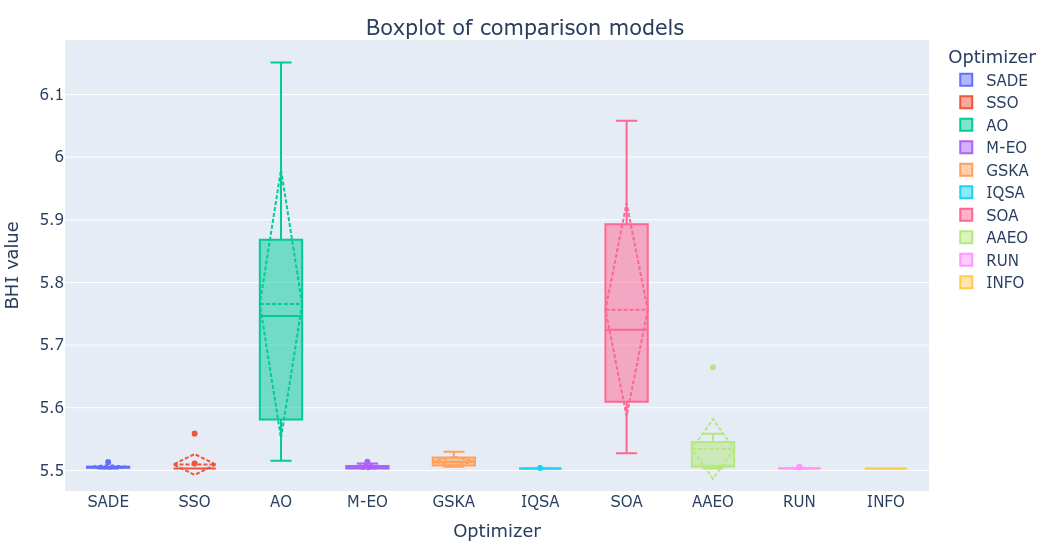 Boxplot of comparison models
BHI value
6.1
6
5.9
5.8
5.7
5.6
5.5
SADE
SSO
AO
M-EO
GSKA
IQSA
SOA
AAEO
RUN
INFO
Optimizer
Optimizer
SADE
SSO
AO
M-EO
GSKA
IQSA
SOA
AAEO
RUN
INFO